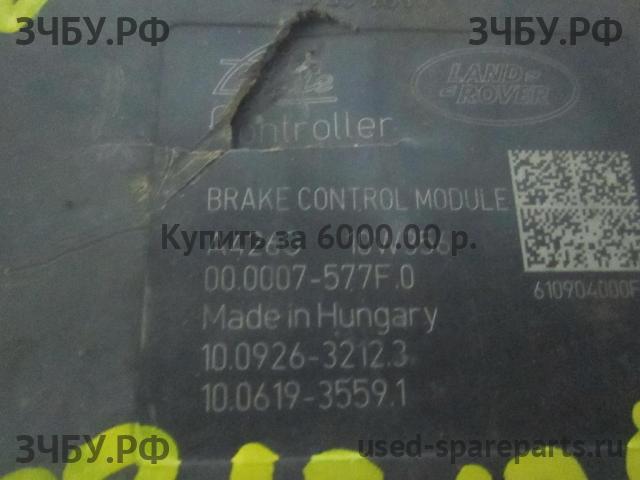 ЗЧБУ.РФ
ЗЧБУ.РФ
LAND
ROVER
Controller
BRAKE CONTROL MODULE
Купить за 6000.00 р.
00.0007-577F.0
610904000F
Made in Hungary
10.0926-3212.3
10.0619-3559.1
ЗЧБУ.РФ
used-spareparts.ru